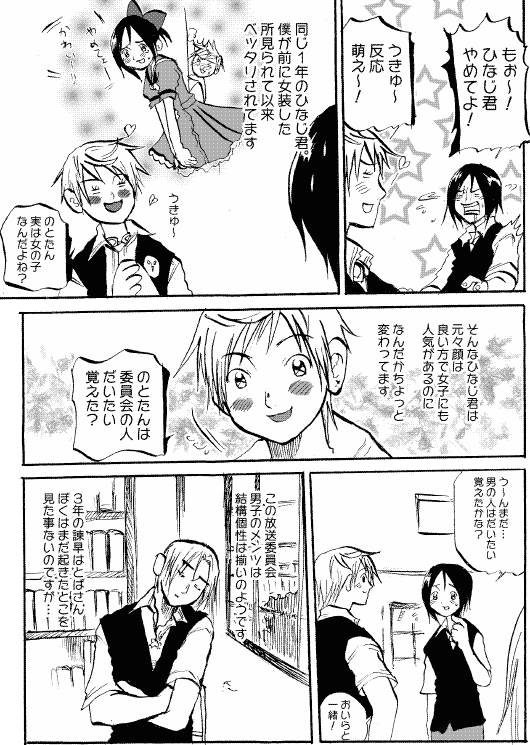 もお〜！
ひなじ君
やめてよ！
うきゅ〜
反応
萌え〜！
同じ１年のひなじ君。
僕が前に女装した
所見られて以来
ベッタリされてます
やめてー
かわいいー
うきゅ〜
のとたん
実は女の子
なんだよね？
そんなひなじ君は
元々顔は
良い方で女子にも
人気があるのに
なんだかちょっと
変わってます。
のとたんは
委員会の人
だいたい
覚えた？
う〜んまだ…
男の人はだいたい
覚えたかな？
おいらと
一緒！
この放送委員会
男子のメンツは
結構個性は揃いのようです
３年の諫早はとばさん
ぼくはまだ起きたとこを
見た事ないのですが…